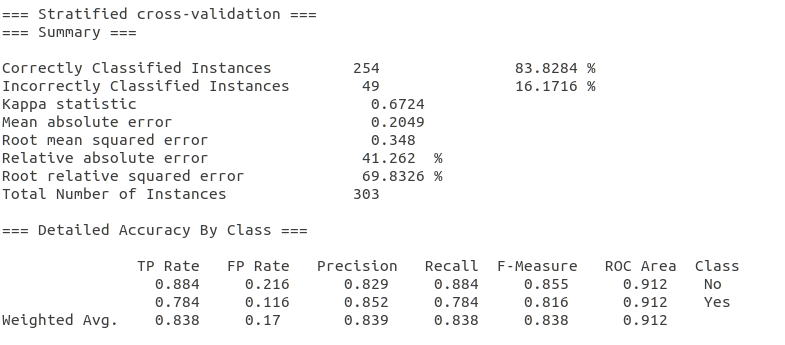 === Stratified cross-validation ===
=== Summary ===
Correctly Classified Instances 254 83.8284 %
Incorrectly Classified Instances 49 16.1716 %
Kappa statistic 0.6724
Mean absolute error 0.2049
Root mean squared error 0.348
Relative absolute error 41.262 %
Root relative squared error 69.8326 %
Total Number of Instances 303
=== Detailed Accuracy By Class ===
TP Rate FP Rate Precision Recall F-Measure ROC Area Class
0.884 0.216 0.829 0.884 0.855 0.912 No
0.784 0.116 0.852 0.784 0.816 0.912 Yes
Weighted Avg. 0.838 0.17 0.839 0.838 0.838 0.912